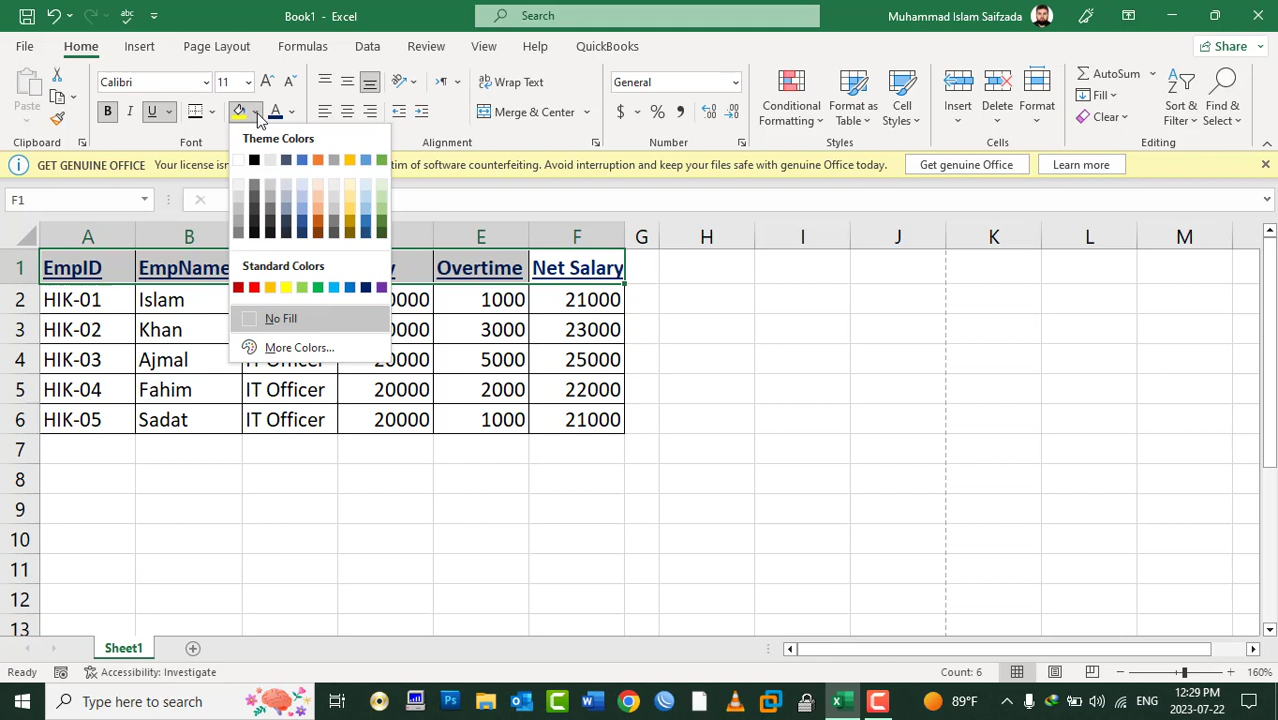 Book1 - Excel
Search
Muhammad Islam Saifzada
File Home Insert Page Layout Formulas Data Review View Help QuickBooks Share
Paste
Calibri 11
B I U
Wrap Text
Merge & Center
General
$ %
Conditional Formatting
Format as Table
Cell Styles
Insert Delete Format
AutoSum
Fill
Clear
Sort & Filter
Find & Select
Clipboard Alignment Number Styles Cells Editing
GET GENUINE OFFICE Your license isn
tim of software counterfeiting. Avoid interruption and keep your files safe with genuine Office today.
Get genuine Office
Learn more
F1
Theme Colors
Standard Colors
No Fill
More Colors...
A B E F G H I J K L M
1 EmpID EmpName y Overtime Net Salary
2 HIK-01 Islam 0000 1000 21000
3 HIK-02 Khan 3000 23000
4 HIK-03 Ajmal IT Officer 20000 5000 25000
5 HIK-04 Fahim IT Officer 20000 2000 22000
6 HIK-05 Sadat IT Officer 20000 1000 21000
7
8
9
10
11
12
13
Sheet1
Ready Accessibility: Investigate Count: 6 160%
Type here to search
89°F
ENG
12:29 PM
2023-07-22